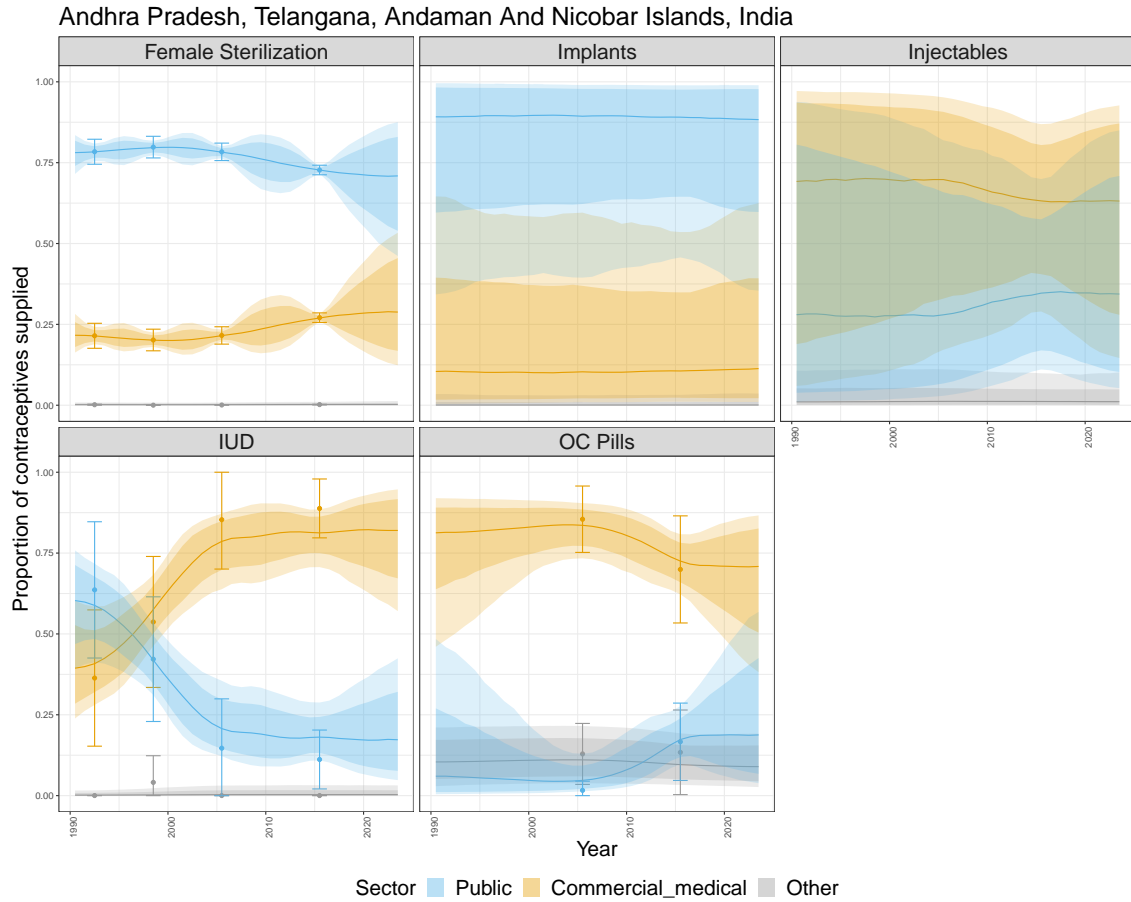 Andhra Pradesh, Telangana, Andaman And Nicobar Islands, India
Female Sterilization
Implants
Injectables
1.00
0.75
0.50
0.25
0.00
1990
2000
2010
2020
IUD
OC Pills
1.00
0.75
0.50
0.25
0.00
1990
2000
2010
2020
1990
2000
2010
2020
Proportion of contraceptives supplied
Year
Sector Public Commercial_medical Other